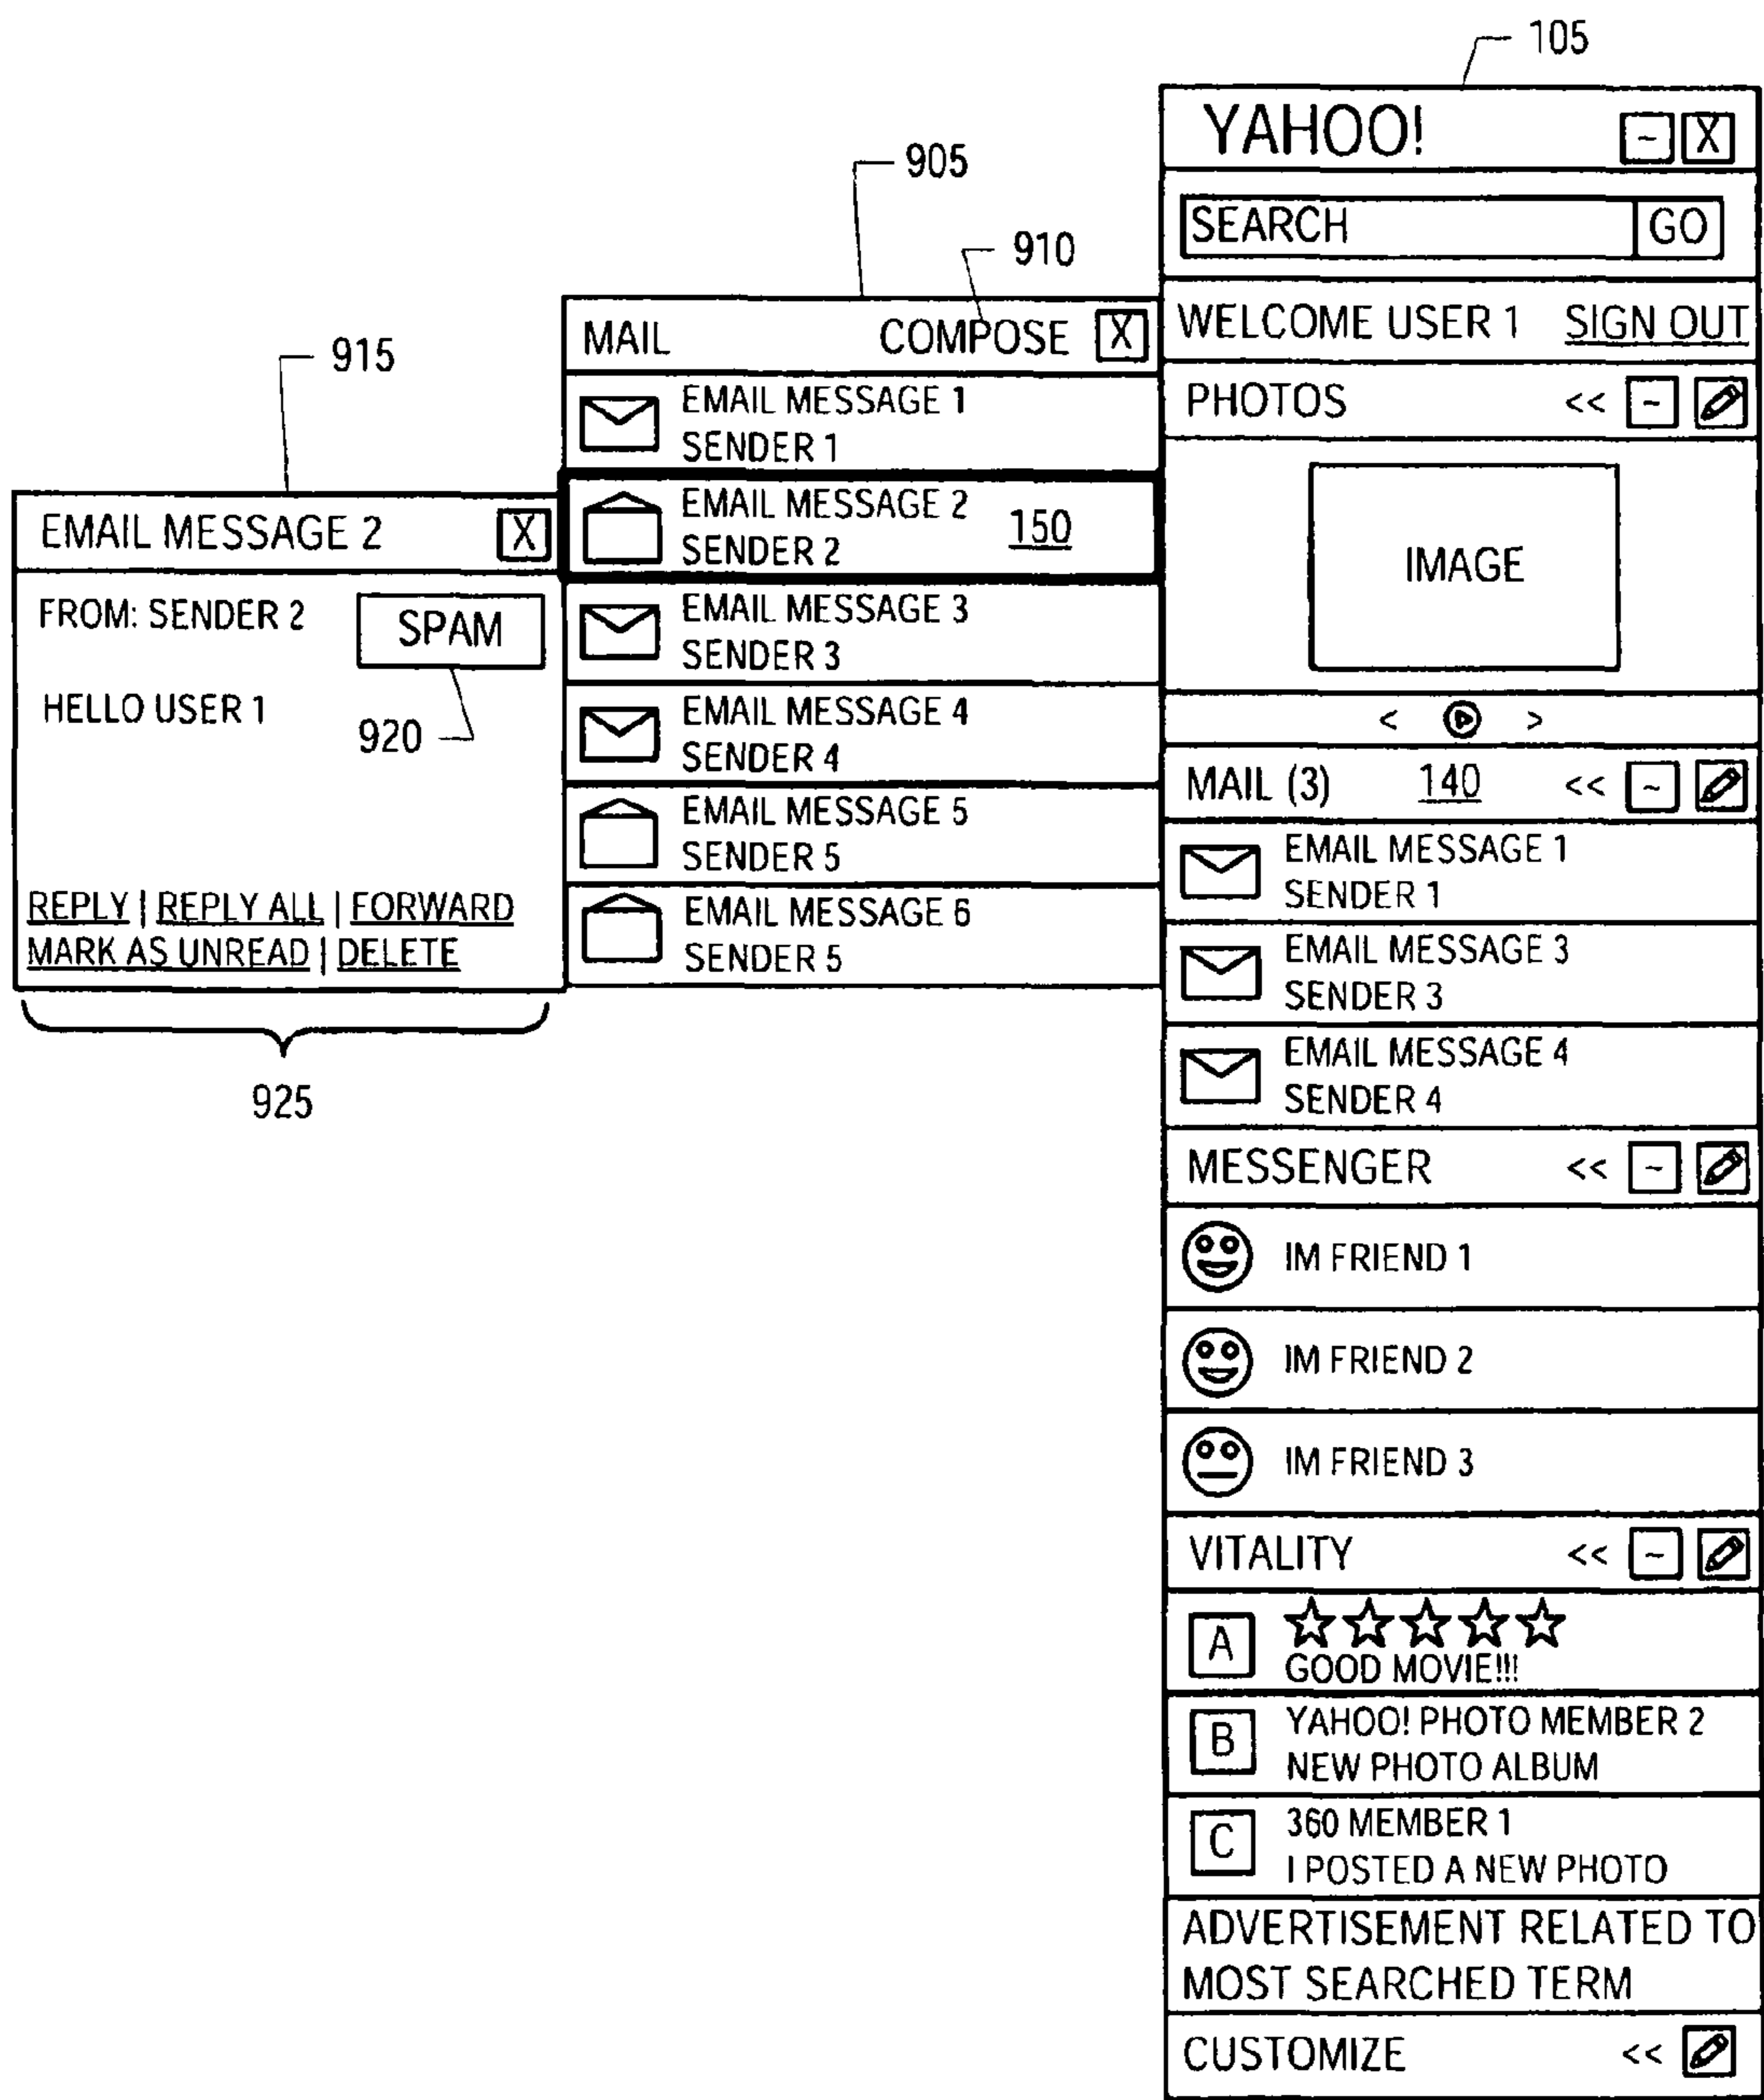 105
YAHOO! ~ X
SEARCH GO
WELCOME USER 1 SIGN OUT
PHOTOS << ~
IMAGE
< >
MAIL (3) 140 << ~
EMAIL MESSAGE 1
SENDER 1
EMAIL MESSAGE 3
SENDER 3
EMAIL MESSAGE 4
SENDER 4
MESSENGER << ~
IM FRIEND 1
IM FRIEND 2
IM FRIEND 3
VITALITY << ~
A
GOOD MOVIE!!!
B YAHOO! PHOTO MEMBER 2
NEW PHOTO ALBUM
C 360 MEMBER 1
I POSTED A NEW PHOTO
ADVERTISEMENT RELATED TO
MOST SEARCHED TERM
CUSTOMIZE <<
905
910
MAIL COMPOSE X
EMAIL MESSAGE 1
SENDER 1
EMAIL MESSAGE 2
SENDER 2
150
EMAIL MESSAGE 3
SENDER 3
EMAIL MESSAGE 4
SENDER 4
EMAIL MESSAGE 5
SENDER 5
EMAIL MESSAGE 6
SENDER 5
915
EMAIL MESSAGE 2 X
FROM: SENDER 2 SPAM
HELLO USER 1
920
REPLY | REPLY ALL | FORWARD
MARK AS UNREAD | DELETE
925